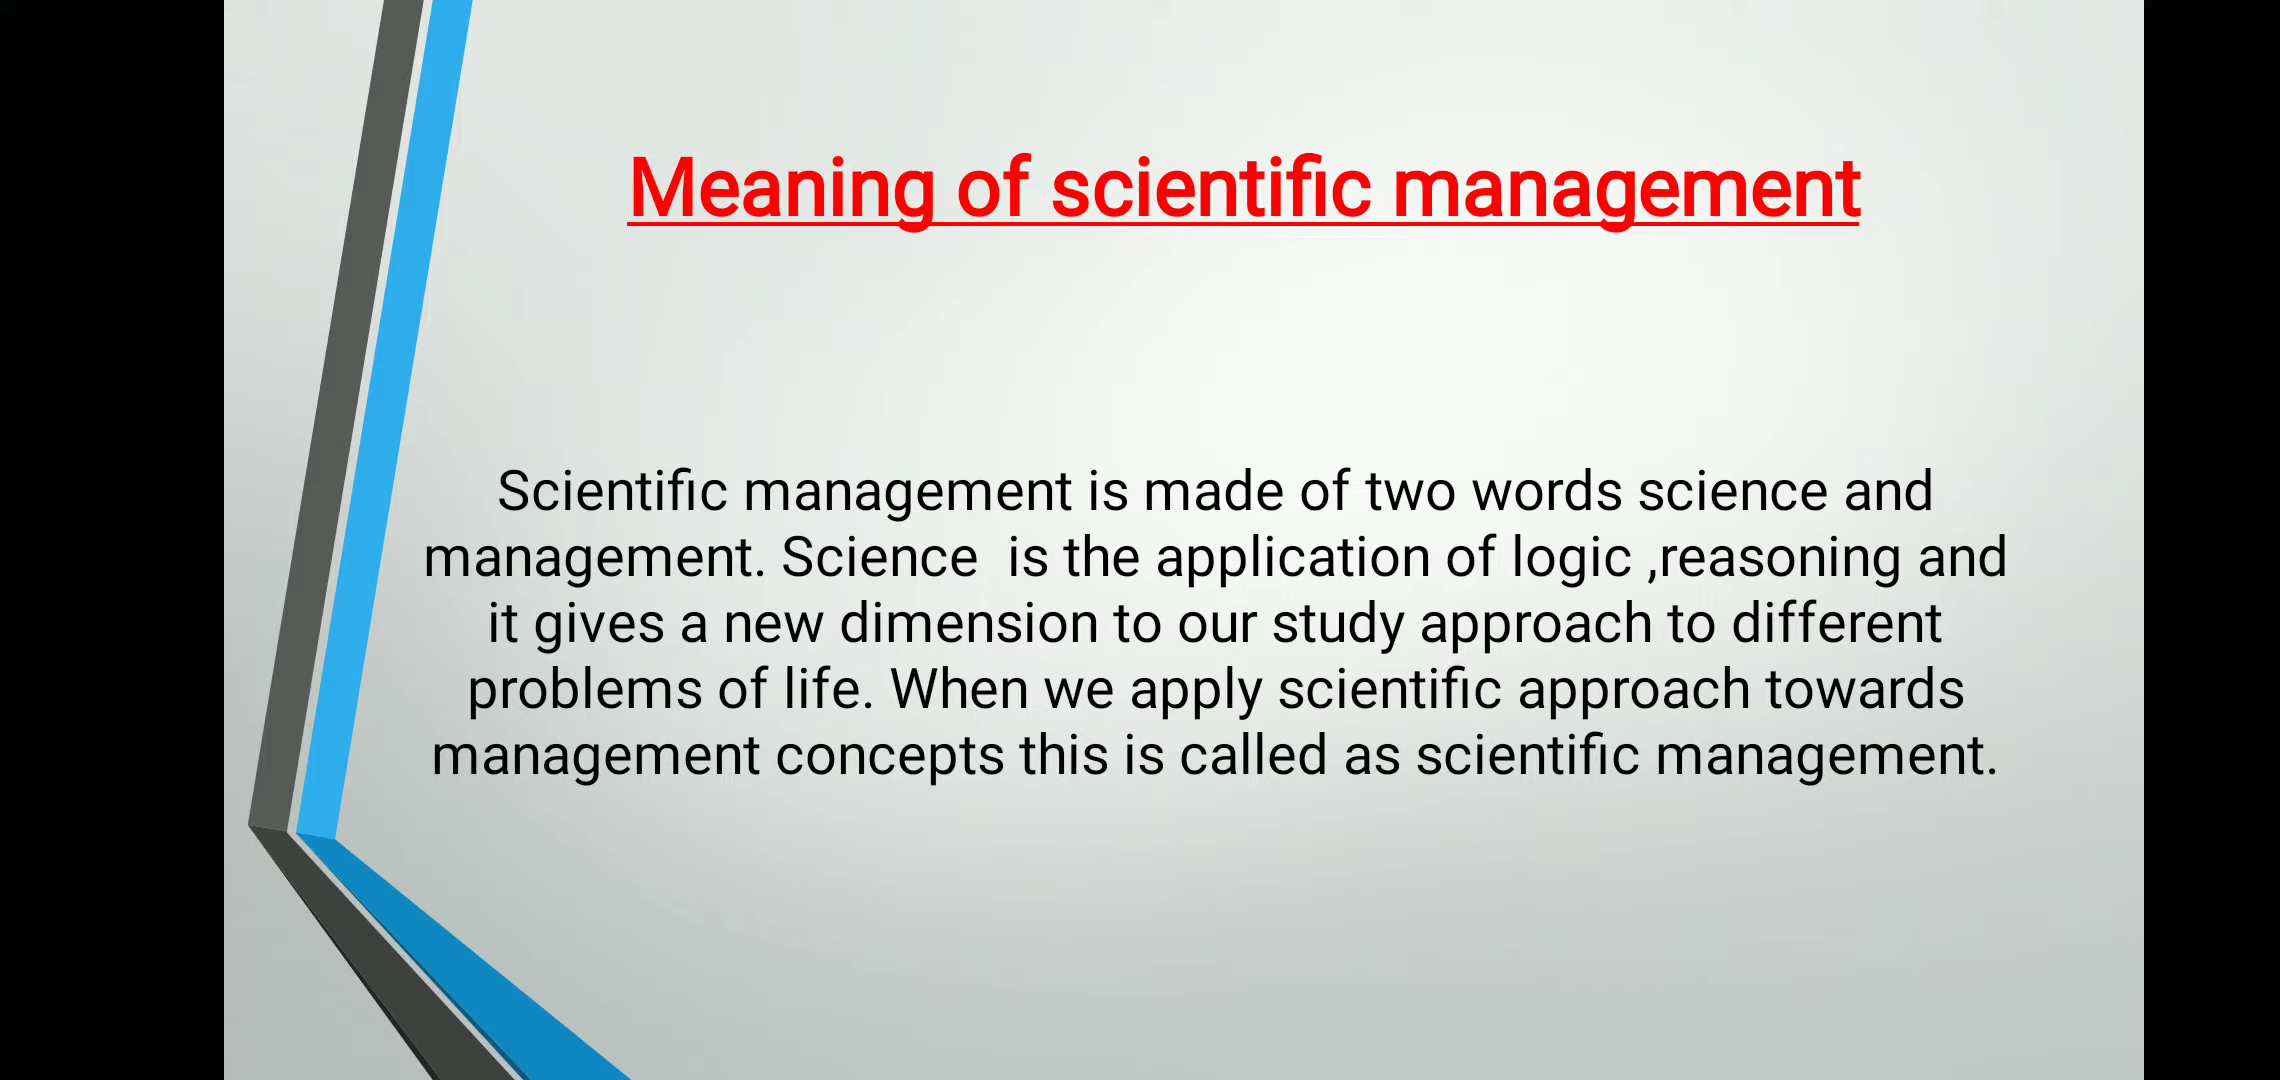 Meaning of scientific management
Scientific management is made of two words science and
management. Science  is the application of logic ,reasoning and
it gives a new dimension to our study approach to different
problems of life. When we apply scientific approach towards
management concepts this is called as scientific management.